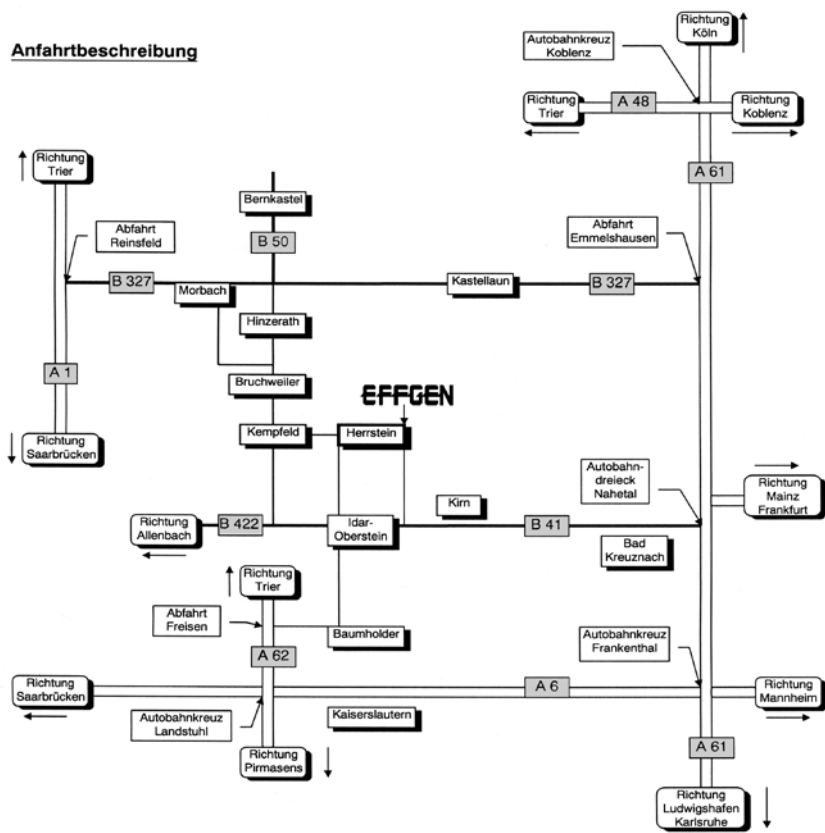 Anfahrtbeschreibung
Richtung
Köln
Autobahnkreuz
Koblenz
Richtung
Trier
A 48
Richtung
Koblenz
Richtung
Trier
A 61
Bernkastel
Abfahrt
Reinsfeld
B 50
Abfahrt
Emmelshausen
B 327
Morbach
Kastellaun
B 327
Hinzerath
A 1
Bruchweiler
EFFGEN
Richtung
Saarbrücken
Kempfeld
Herrstein
Autobahn-
dreieck
Nahetal
Richtung
Mainz
Frankfurt
Kirn
Richtung
Allenbach
B 422
Idar-
Oberstein
B 41
Bad
Kreuznach
Richtung
Trier
Abfahrt
Freisen
Baumholder
A 62
Autobahnkreuz
Frankenthal
Richtung
Saarbrücken
A 6
Richtung
Mannheim
Autobahnkreuz
Landstuhl
Kaiserslautern
A 61
Richtung
Pirmasens
Richtung
Ludwigshafen
Karlsruhe